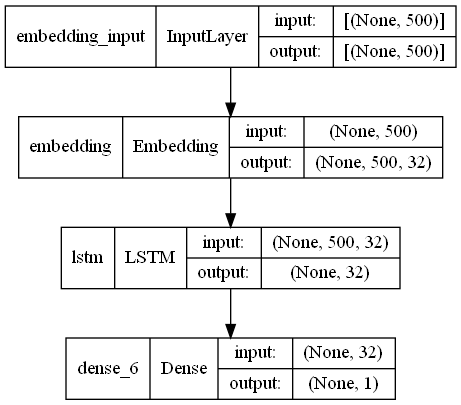 embedding_input InputLayer input: [(None, 500)]
output: [(None, 500)]
embedding Embedding input: (None, 500)
output: (None, 500, 32)
lstm LSTM input: (None, 500, 32)
output: (None, 32)
dense_6 Dense input: (None, 32)
output: (None, 1)